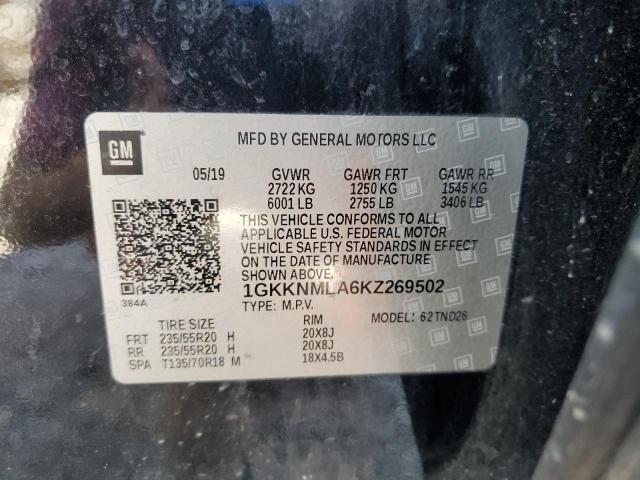 GM
MFD BY GENERAL MOTORS LLC
05/19 GVWR GAWR FRT GAWR RR
2722 KG 1250 KG 1545 KG
6001 LB 2755 LB 3406 LB
THIS VEHICLE CONFORMS TO ALL
APPLICABLE U.S. FEDERAL MOTOR
VEHICLE SAFETY STANDARDS IN EFFECT
ON THE DATE OF MANUFACTURE
SHOWN ABOVE.
1GKKNMLA6KZ269502
384A
TYPE: M.P.V. MODEL: 62TND26
TIRE SIZE RIM
FRT 235/55R20 H 20X8J
RR 235/55R20 H 20X8J
SPA T135/70R18 M 18X4.5B